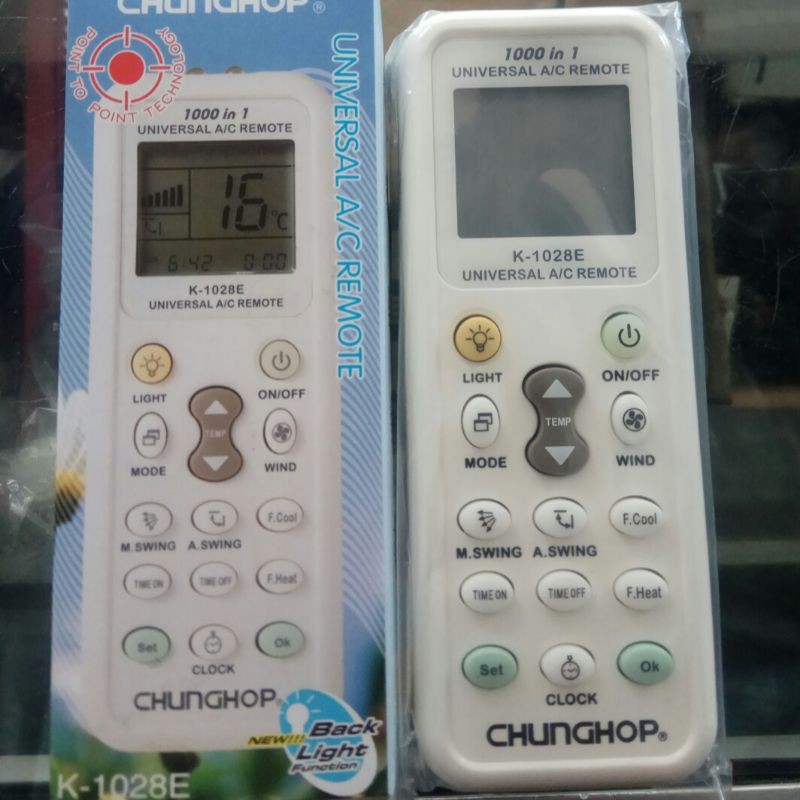 CHUNGHOP®
POINT TO POINT TECHNOLOGY
UNIVERSAL A/C REMOTE
1000 in 1
UNIVERSAL A/C REMOTE
16 °C
6:42 0:00
K-1028E
UNIVERSAL A/C REMOTE
LIGHT
ON/OFF
TEMP
MODE
WIND
F.Cool
M.SWING A.SWING
TIME ON TIME OFF F.Heat
Set Ok
CLOCK
CHUNGHOP®
NEW!!! Back
Light
Function
K-1028E
1000 in 1
UNIVERSAL A/C REMOTE
K-1028E
UNIVERSAL A/C REMOTE
LIGHT
ON/OFF
TEMP
MODE
WIND
F.Cool
M.SWING A.SWING
TIME ON TIME OFF F.Heat
Set Ok
CLOCK
CHUNGHOP®